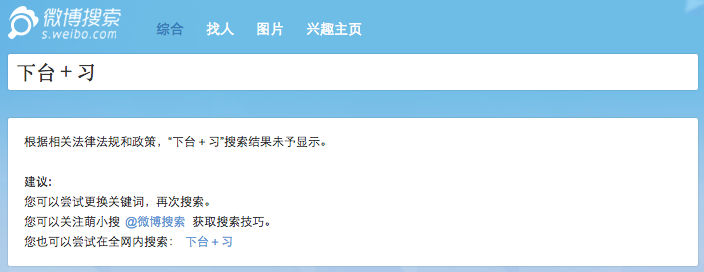 微博搜索
s.weibo.com
综合 找人 图片 兴趣主页
下台+习
根据相关法律法规和政策，“下台+习”搜索结果未予显示。
建议:
您可以尝试更换关键词，再次搜索。
您可以关注萌小搜 @微博搜索 获取搜索技巧。
您也可以尝试在全网内搜索： 下台+习